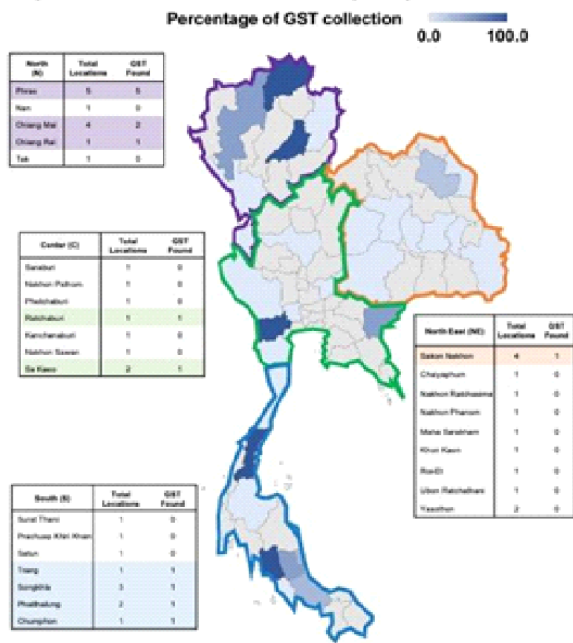 Percentage of GST collection
0.0 100.0
North (N) Total Locations GST Found
Phrae 5 5
Nan 1 0
Chiang Mai 4 2
Chiang Rai 1 1
Tak 1 0
Center (C) Total Locations GST Found
Saraburi 1 0
Nakhon Pathom 1 0
Phetchaburi 1 0
Ratchaburi 1 1
Kanchanaburi 1 0
Nakhon Sawan 1 0
Sa Kaeo 2 1
North East (NE) Total Locations GST Found
Sakon Nakhon 4 1
Chaiyaphum 1 0
Nakhon Ratchasima 1 0
Nakhon Phanom 1 0
Maha Sarakham 1 0
Khon Kaen 1 0
Roi-Et 1 0
Ubon Ratchathani 1 0
Yasothon 2 0
South (S) Total Locations GST Found
Surat Thani 1 0
Prachuap Khiri Khan 1 0
Satun 1 0
Trang 1 1
Songkhla 3 1
Phatthalung 2 1
Chumphon 1 1